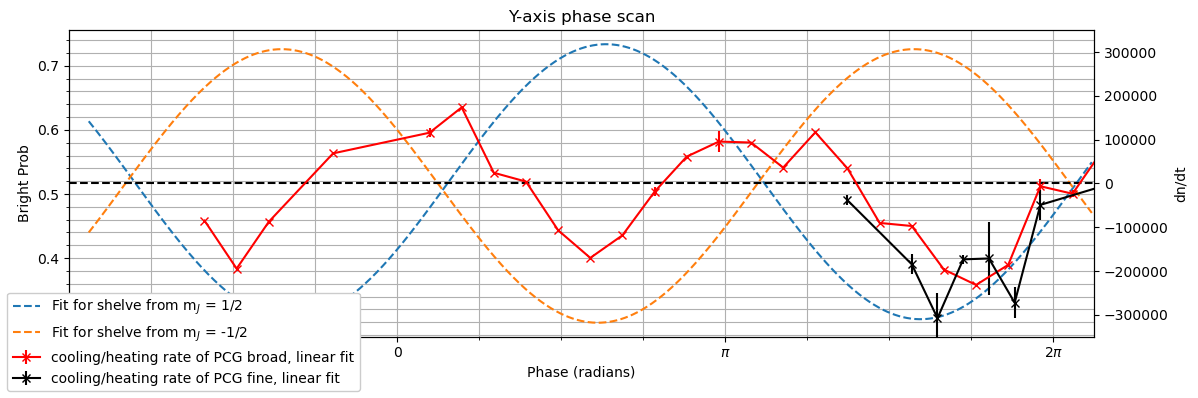 Y-axis phase scan
0.7
0.6
0.5
0.4
Bright Prob
300000
200000
100000
0
−100000
−200000
−300000
dn/dt
0
π
2π
Phase (radians)
Fit for shelve from mJ = 1/2
Fit for shelve from mJ = -1/2
cooling/heating rate of PCG broad, linear fit
cooling/heating rate of PCG fine, linear fit